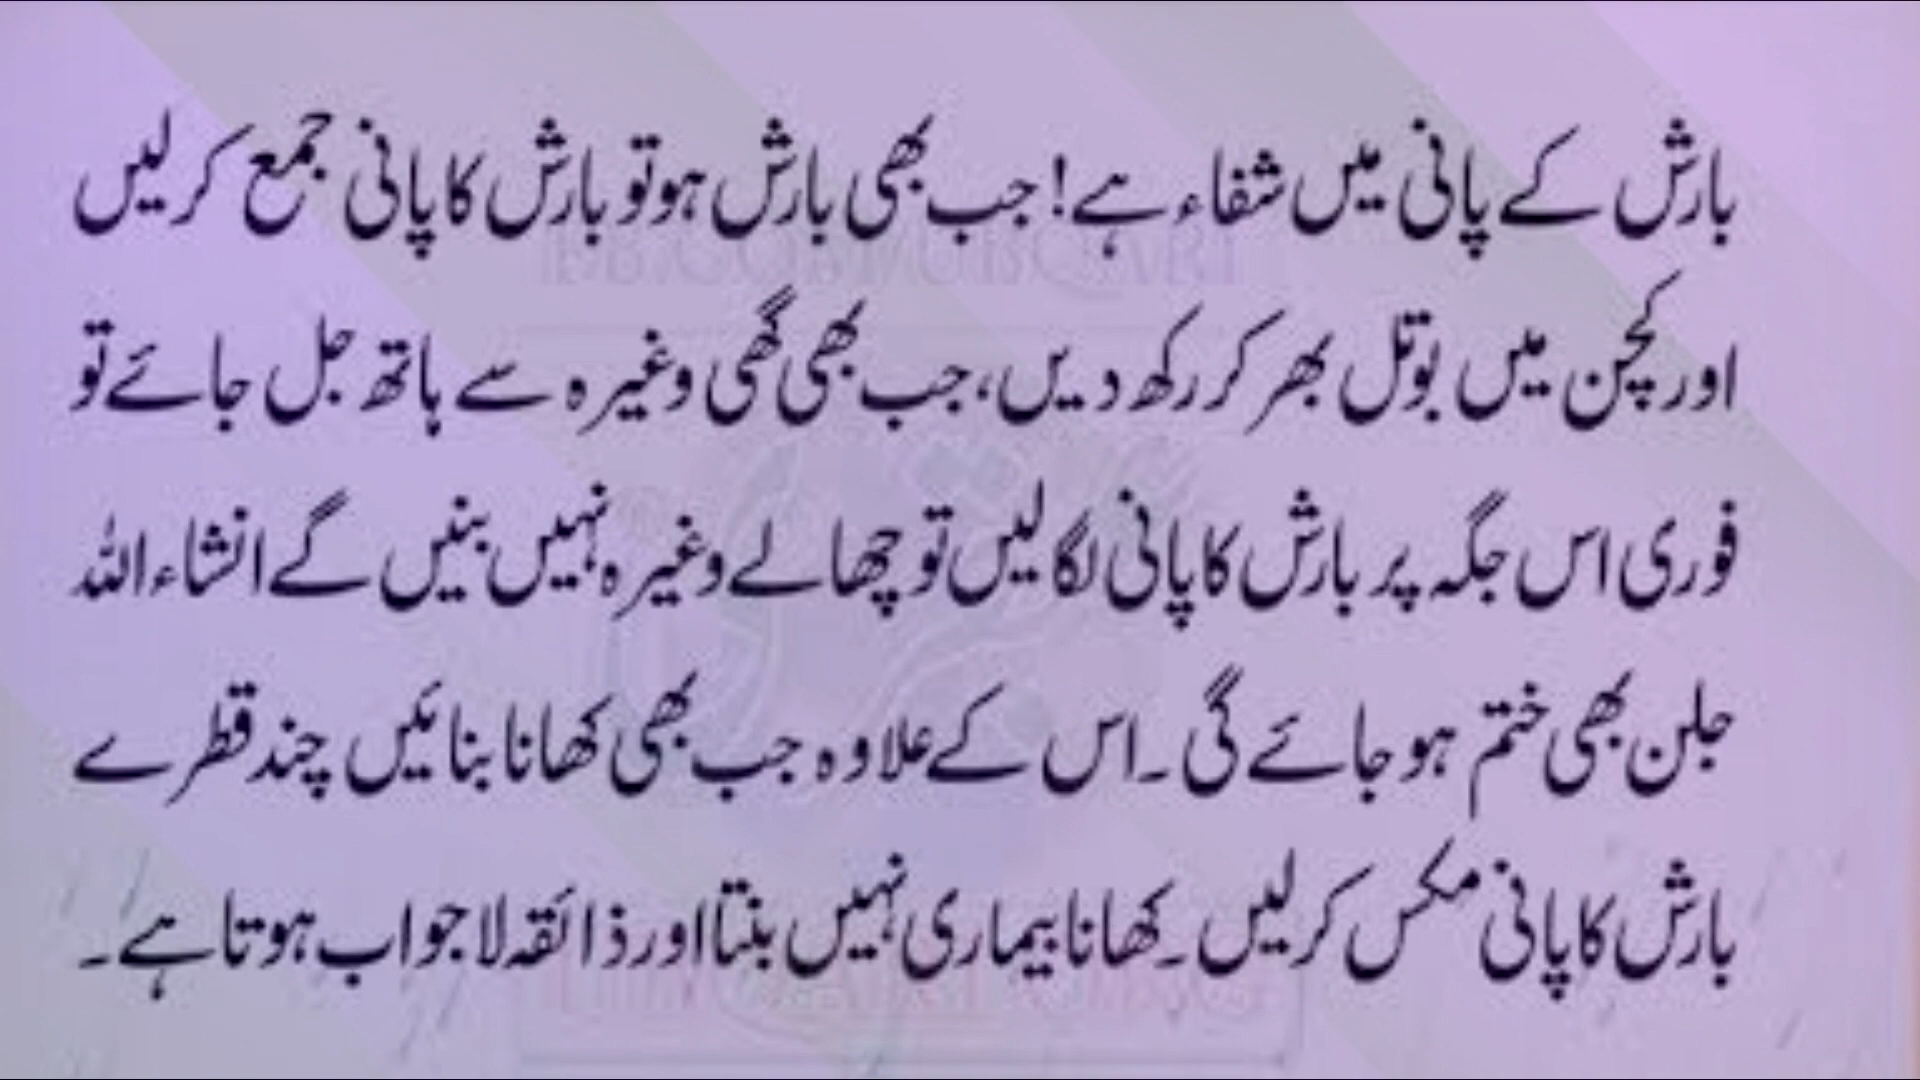 بارش کے پانی میں شفاء ہے! جب بھی بارش ہو تو بارش کا پانی جمع کر لیں
اور کچن میں بوتل بھر کر رکھ دیں، جب بھی گھی وغیرہ سے ہاتھ جل جائے تو
فوری اس جگہ پر بارش کا پانی لگا لیں تو چھالے وغیرہ نہیں بنیں گے انشاء اللہ
جلن بھی ختم ہو جائے گی۔ اس کے علاوہ جب بھی کھانا بنائیں چند قطرے
بارش کا پانی مکس کر لیں۔ کھانا بیماری نہیں بنتا اور ذائقہ لا جواب ہوتا ہے۔